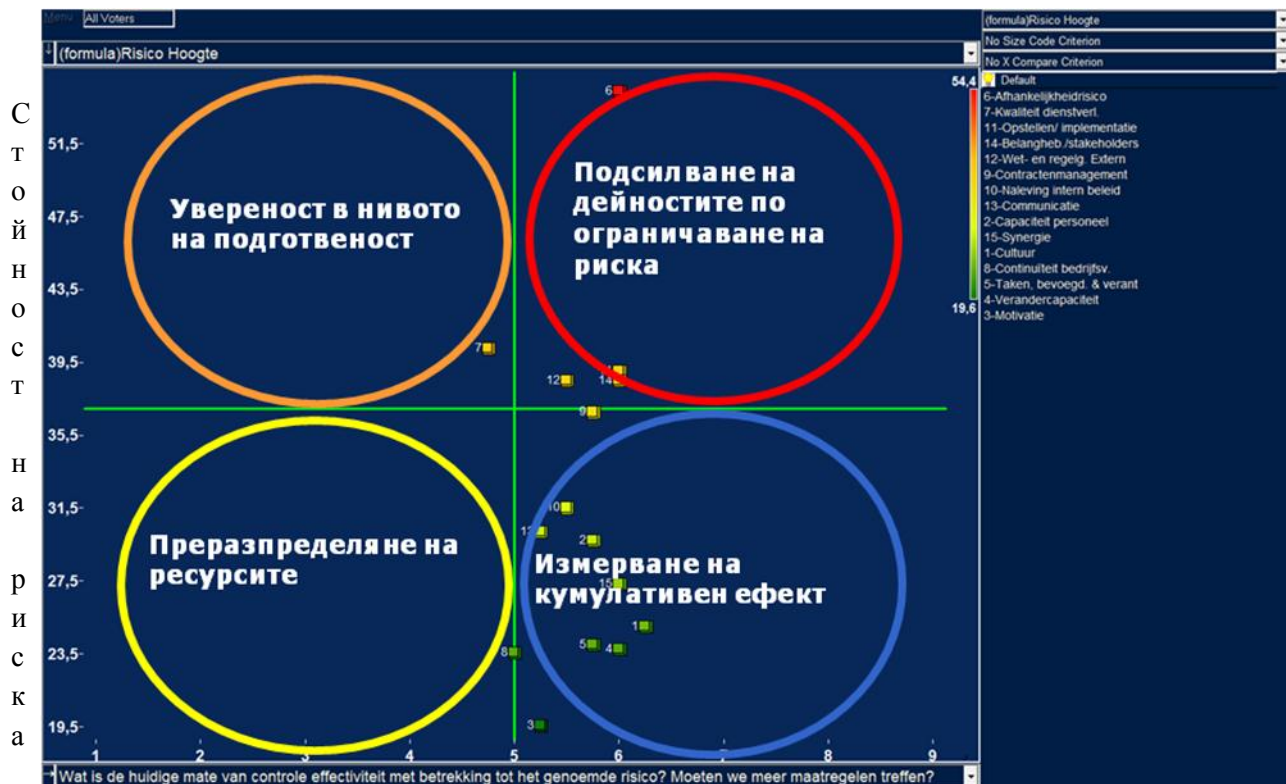 Menu All Voters
(formula)Risico Hoogte
Стойност на риска
51,5-
47,5-
43,5-
39,5-
35,5-
31,5-
27,5-
23,5-
19,5-
Увереност в нивото
на подготвеност
Подсилване на
дейностите по
ограничаване на
риска
Преразпределяне на
ресурсите
Измерване на
кумулативен ефект
6
7
12
14
9
10
13
2
15
1
5
4
8
3
1 2 3 4 5 6 7 8 9
Wat is de huidige mate van controle effectiviteit met betrekking tot het genoemde risico? Moeten we meer maatregelen treffen?
(formula)Risico Hoogte
No Size Code Criterion
No X Compare Criterion
54,4
19,6
Default
6-Afhankelijkheidrisico
7-Kwaliteit dienstverl.
11-Opstellen/ implementatie
14-Belangheb./stakeholders
12-Wet- en regelg. Extern
9-Contractenmanagement
10-Naleving intern beleid
13-Communicatie
2-Capaciteit personeel
15-Synergie
1-Cultuur
8-Continuïteit bedrijfsv.
5-Taken, bevoegd. & verant
4-Verandercapaciteit
3-Motivatie